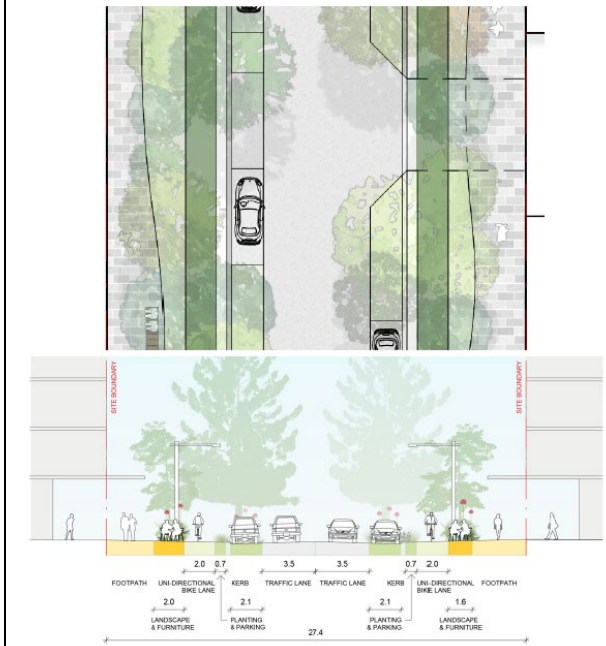 SITE BOUNDARY
SITE BOUNDARY
2.0 0.7 3.5 3.5 0.7 2.0
FOOTPATH UNI-DIRECTIONAL BIKE LANE KERB TRAFFIC LANE TRAFFIC LANE KERB UNI-DIRECTIONAL BIKE LANE FOOTPATH
2.0 2.1 2.1 1.6
LANDSCAPE & FURNITURE PLANTING & PARKING PLANTING & PARKING LANDSCAPE & FURNITURE
27.4